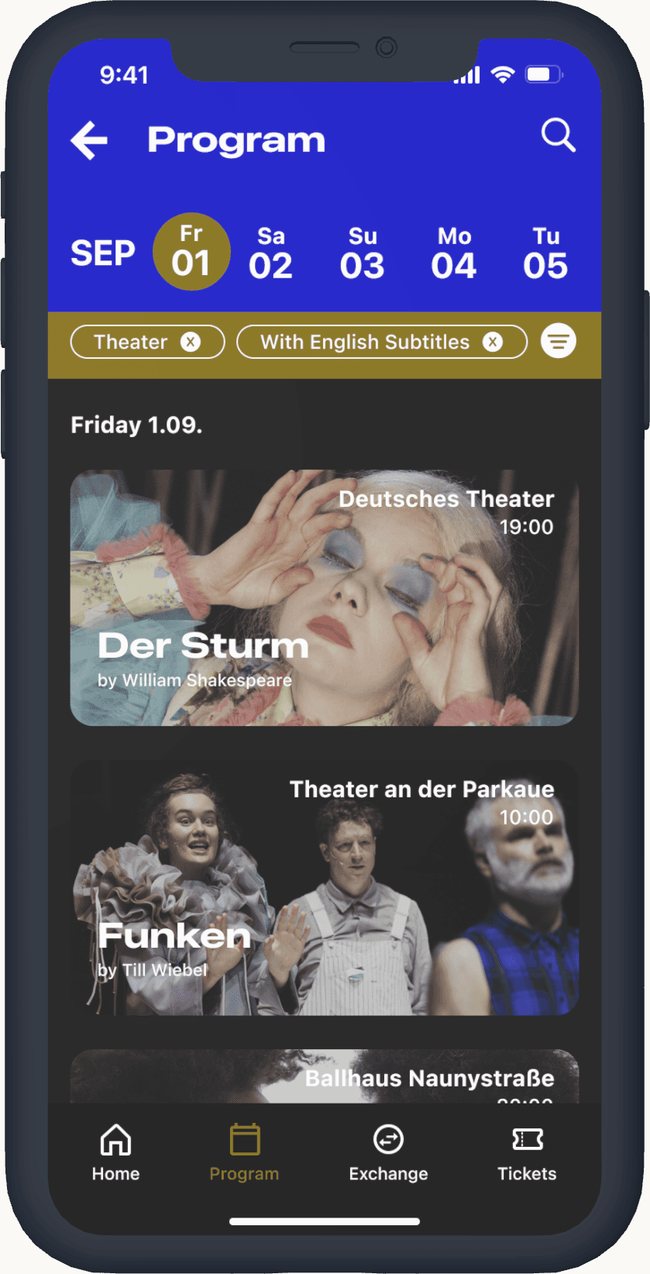 9:41
Program
SEP
Fr
01
Sa
02
Su
03
Mo
04
Tu
05
Theater x
With English Subtitles x
Friday 1.09.
Deutsches Theater
19:00
Der Sturm
by William Shakespeare
Theater an der Parkaue
10:00
Funken
by Till Wiebel
Ballhaus Naunystraße
Home
Program
Exchange
Tickets